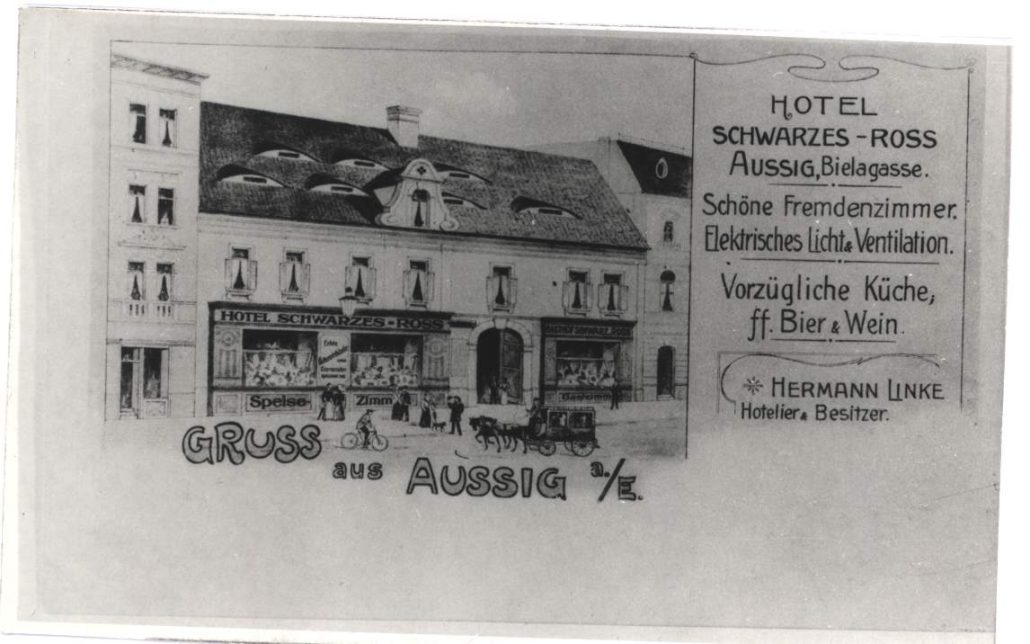 HOTEL
SCHWARZES-ROSS
AUSSIG, Bielagasse.
Schöne Fremdenzimmer.
Elektrisches Licht & Ventilation.
Vorzügliche Küche,
ff. Bier & Wein.
HERMANN LINKE
Hotelier & Besitzer.
HOTEL SCHWARZES-ROSS
Speise
Zimm
GRUSS
aus AUSSIG a./E.